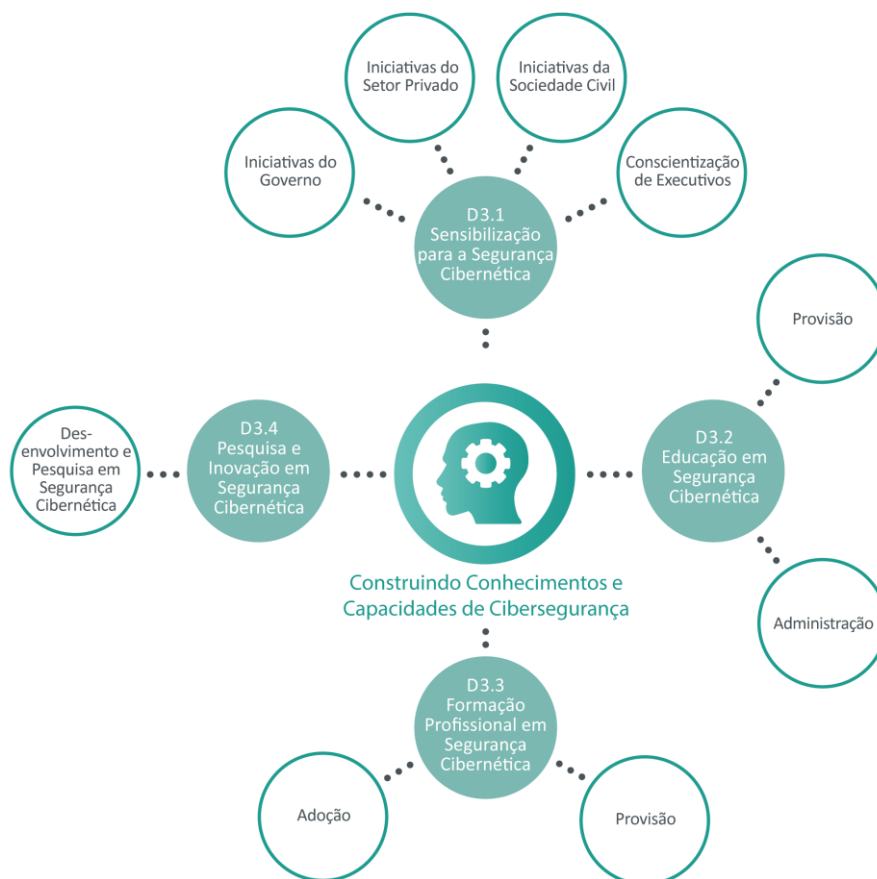 Iniciativas do
Setor Privado
Iniciativas da
Sociedade Civil
Iniciativas do
Governo
Conscientização
de Executivos
D3.1
Sensibilização
para a Segurança
Cibernética
Provisão
D3.2
Educação em
Segurança
Cibernética
Administração
D3.4
Pesquisa e
Inovação em
Segurança
Cibernética
Des-
envolvimento e
Pesquisa em
Segurança
Cibernética
Construindo Conhecimentos e
Capacidades de Cibersegurança
D3.3
Formação
Profissional em
Segurança
Cibernética
Adoção
Provisão